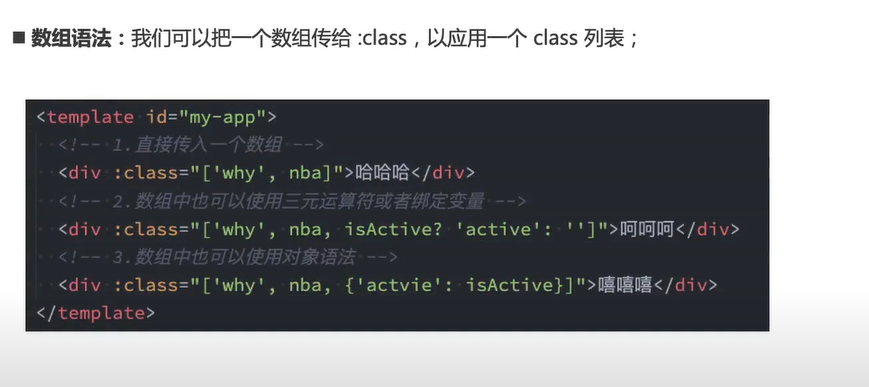 ■ 数组语法：我们可以把一个数组传给 :class，以应用一个 class 列表；
<template id="my-app">
<!-- 1.直接传入一个数组 -->
<div :class="['why', nba]">哈哈哈</div>
<!-- 2.数组中也可以使用三元运算符或者绑定变量 -->
<div :class="['why', nba, isActive? 'active': '']">呵呵呵</div>
<!-- 3.数组中也可以使用对象语法 -->
<div :class="['why', nba, {'actvie': isActive}]">嘻嘻嘻</div>
</template>